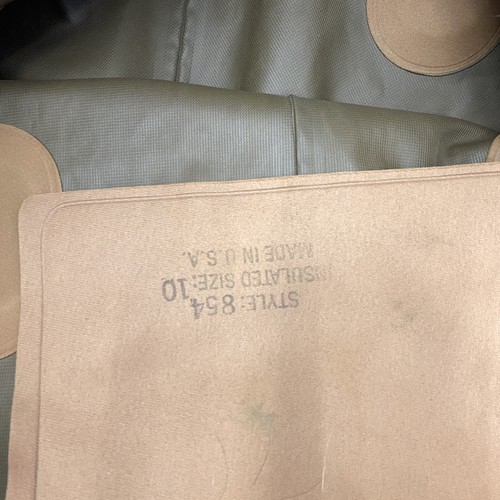 STYLE: 854
INSULATED SIZE: 10
MADE IN U.S.A.